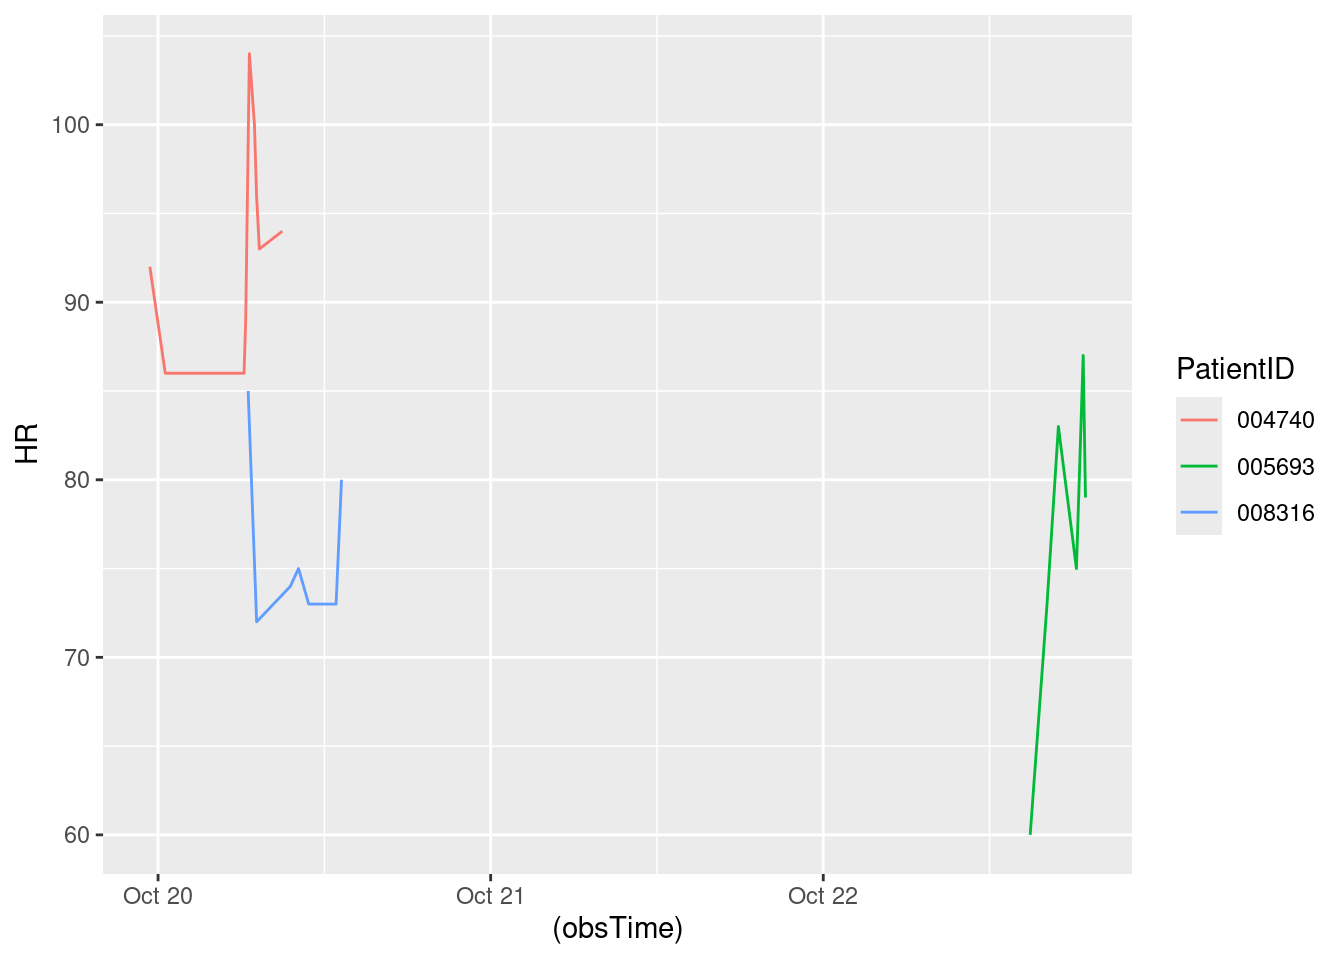 HR
100
90
80
70
60
Oct 20
Oct 21
Oct 22
(obsTime)
PatientID
004740
005693
008316